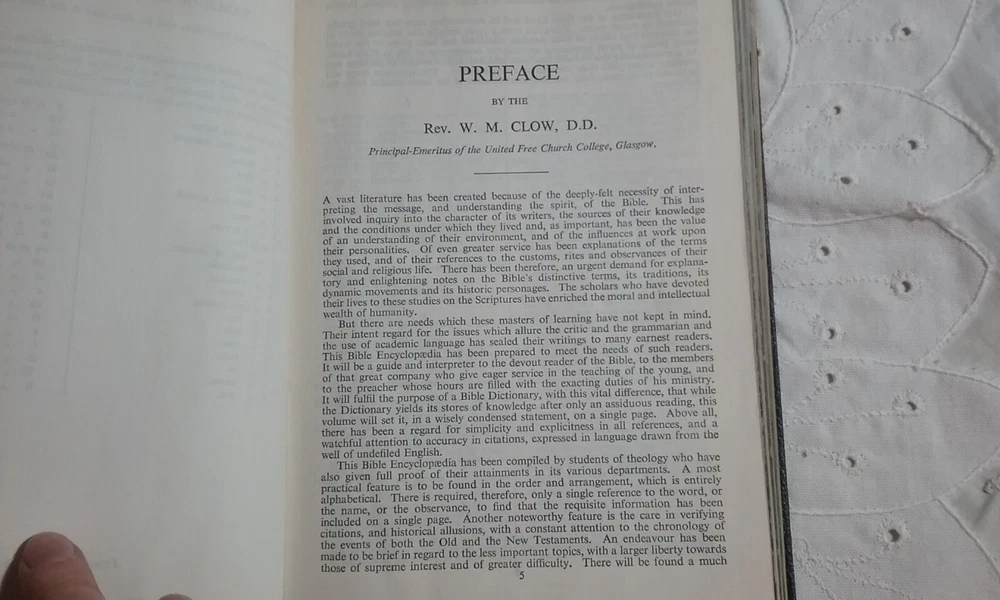 PREFACE
BY THE
Rev. W. M. CLOW, D.D.
Principal-Emeritus of the United Free Church College, Glasgow.
A vast literature has been created because of the deeply-felt necessity of inter-
preting the message, and understanding the spirit, of the Bible. This has
involved inquiry into the character of its writers, the sources of their knowledge
and the conditions under which they lived and, as important, has been the value
of an understanding of their environment, and of the influences at work upon
their personalities. Of even greater service has been explanations of the terms
they used, and of their references to the customs, rites and observances of their
social and religious life. There has been therefore, an urgent demand for explana-
tory and enlightening notes on the Bible's distinctive terms, its traditions, its
dynamic movements and its historic personages. The scholars who have devoted
their lives to these studies on the Scriptures have enriched the moral and intellectual
wealth of humanity.
But there are needs which these masters of learning have not kept in mind.
Their intent regard for the issues which allure the critic and the grammarian and
the use of academic language has sealed their writings to many earnest readers.
This Bible Encyclopædia has been prepared to meet the needs of such readers.
It will be a guide and interpreter to the devout reader of the Bible, to the members
of that great company who give eager service in the teaching of the young, and
to the preacher whose hours are filled with the exacting duties of his ministry.
It will fulfil the purpose of a Bible Dictionary, with this vital difference, that while
the Dictionary yields its stores of knowledge after only an assiduous reading, this
volume will set it, in a wisely condensed statement, on a single page. Above all,
there has been a regard for simplicity and explicitness in all references, and a
watchful attention to accuracy in citations, expressed in language drawn from the
well of undefiled English.
This Bible Encyclopædia has been compiled by students of theology who have
also given full proof of their attainments in its various departments. A most
practical feature is to be found in the order and arrangement, which is entirely
alphabetical. There is required, therefore, only a single reference to the word, or
the name, or the observance, to find that the requisite information has been
included on a single page. Another noteworthy feature is the care in verifying
citations, and historical allusions, with a constant attention to the chronology of
the events of both the Old and the New Testaments. An endeavour has been
made to be brief in regard to the less important topics, with a larger liberty towards
those of supreme interest and of greater difficulty. There will be found a much
5